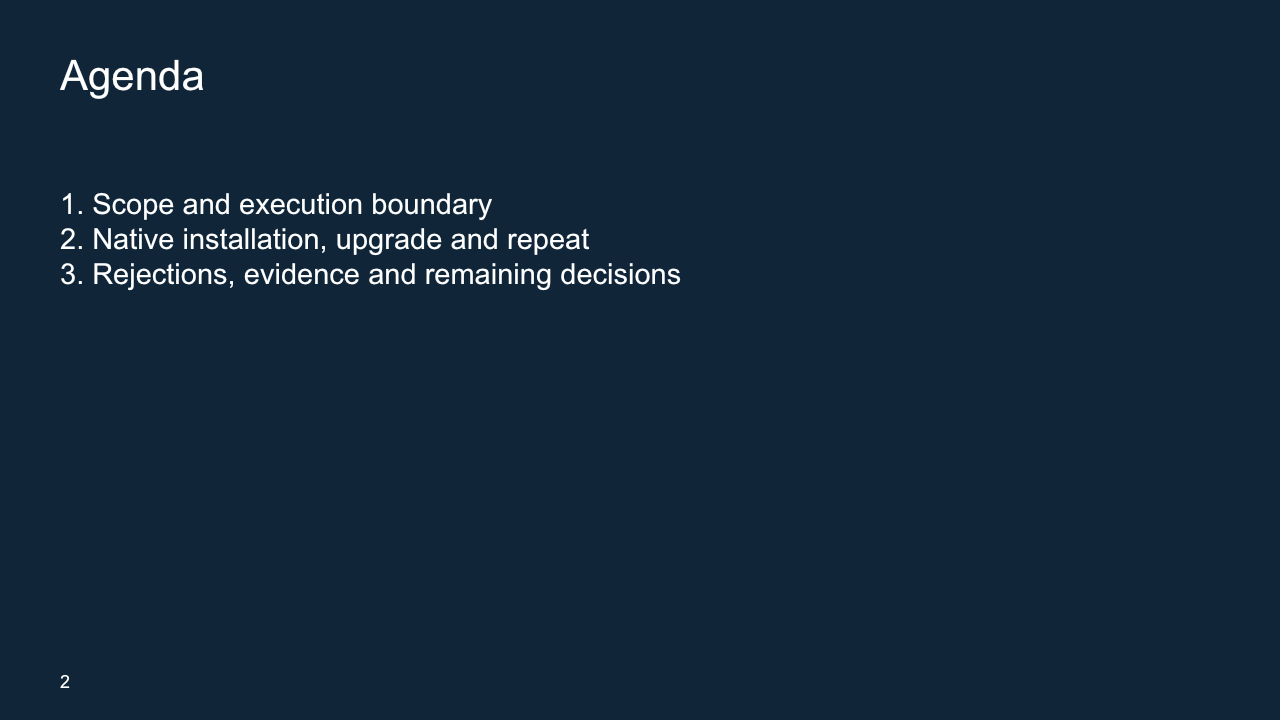 Agenda
1. Scope and execution boundary
2. Native installation, upgrade and repeat
3. Rejections, evidence and remaining decisions
2